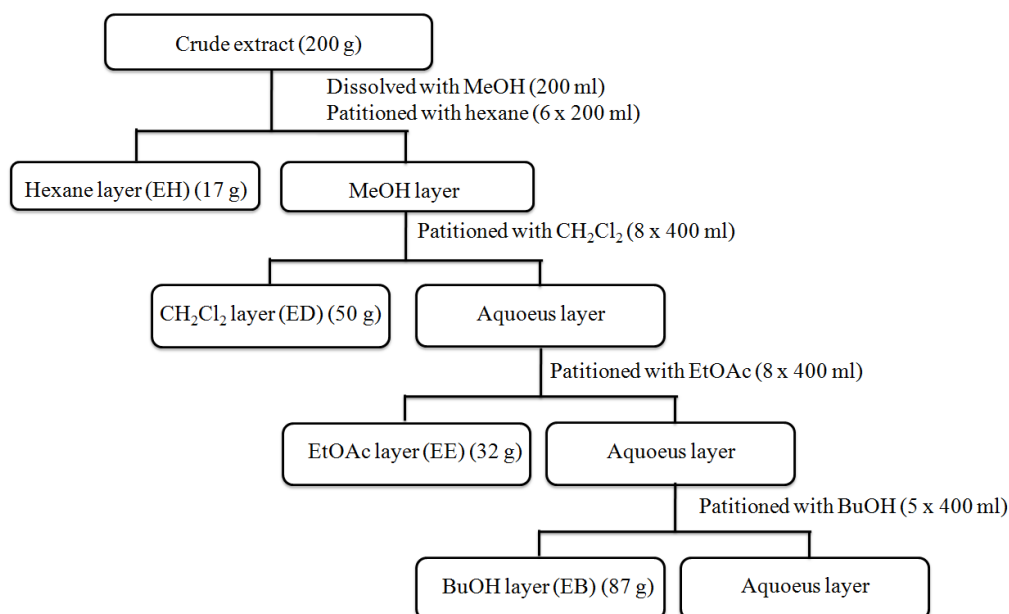 Crude extract (200 g)
Dissolved with MeOH (200 ml)
Patitioned with hexane (6 x 200 ml)
Hexane layer (EH) (17 g)
MeOH layer
Patitioned with CH₂Cl₂ (8 x 400 ml)
CH₂Cl₂ layer (ED) (50 g)
Aquoeus layer
Patitioned with EtOAc (8 x 400 ml)
EtOAc layer (EE) (32 g)
Aquoeus layer
Patitioned with BuOH (5 x 400 ml)
BuOH layer (EB) (87 g)
Aquoeus layer